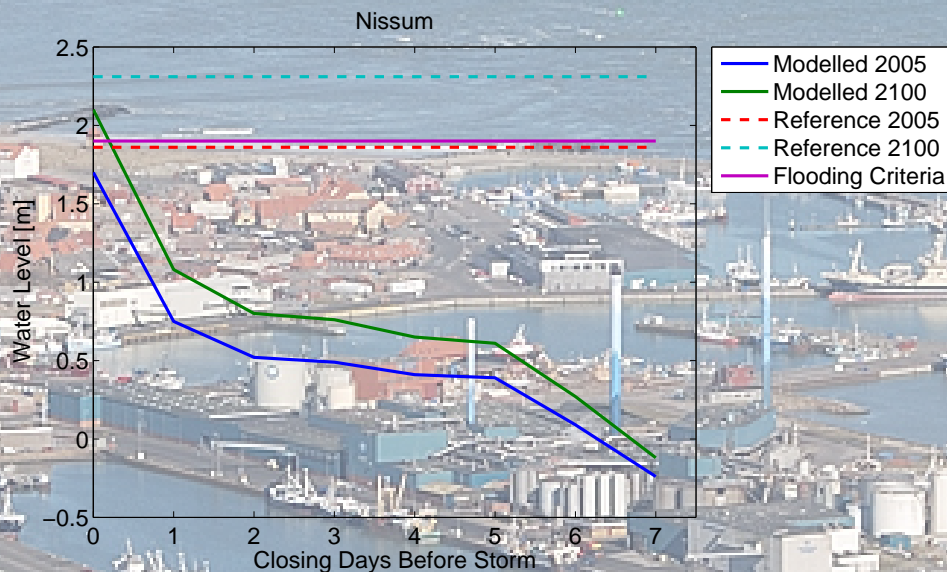 Nissum
2.5
2
1.5
1
0.5
0
−0.5
Water Level [m]
0 1 2 3 4 5 6 7
Closing Days Before Storm
Modelled 2005
Modelled 2100
Reference 2005
Reference 2100
Flooding Criteria